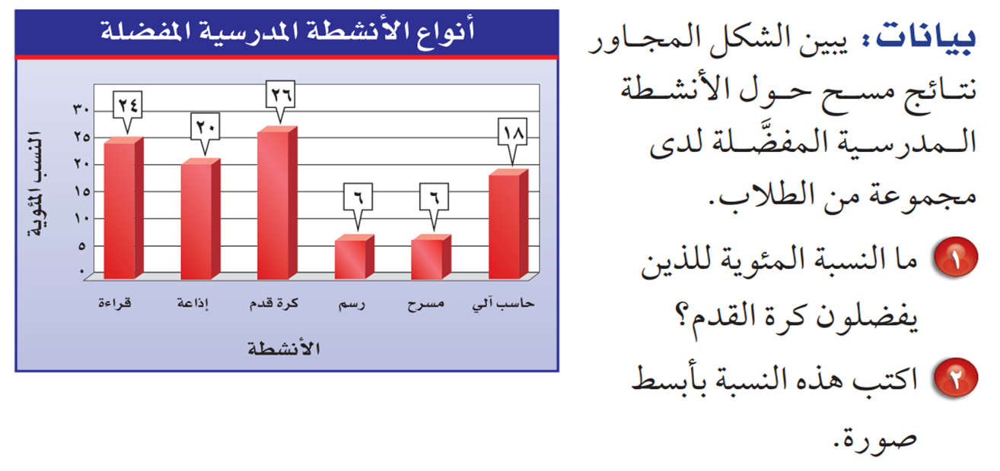 بيانات: يبين الشكل المجاور
نتائج مسح حول الأنشطة
المدرسية المفضَّلة لدى
مجموعة من الطلاب.
١ ما النسبة المئوية للذين
يفضلون كرة القدم؟
٢ اكتب هذه النسبة بأبسط
صورة.
أنواع الأنشطة المدرسية المفضلة
النسب المئوية
٣٠
٢٥
٢٠
١٥
١٠
٥
٠
٢٤ ٢٠ ٢٦ ٦ ٦ ١٨
قراءة إذاعة كرة قدم رسم مسرح حاسب آلي
الأنشطة